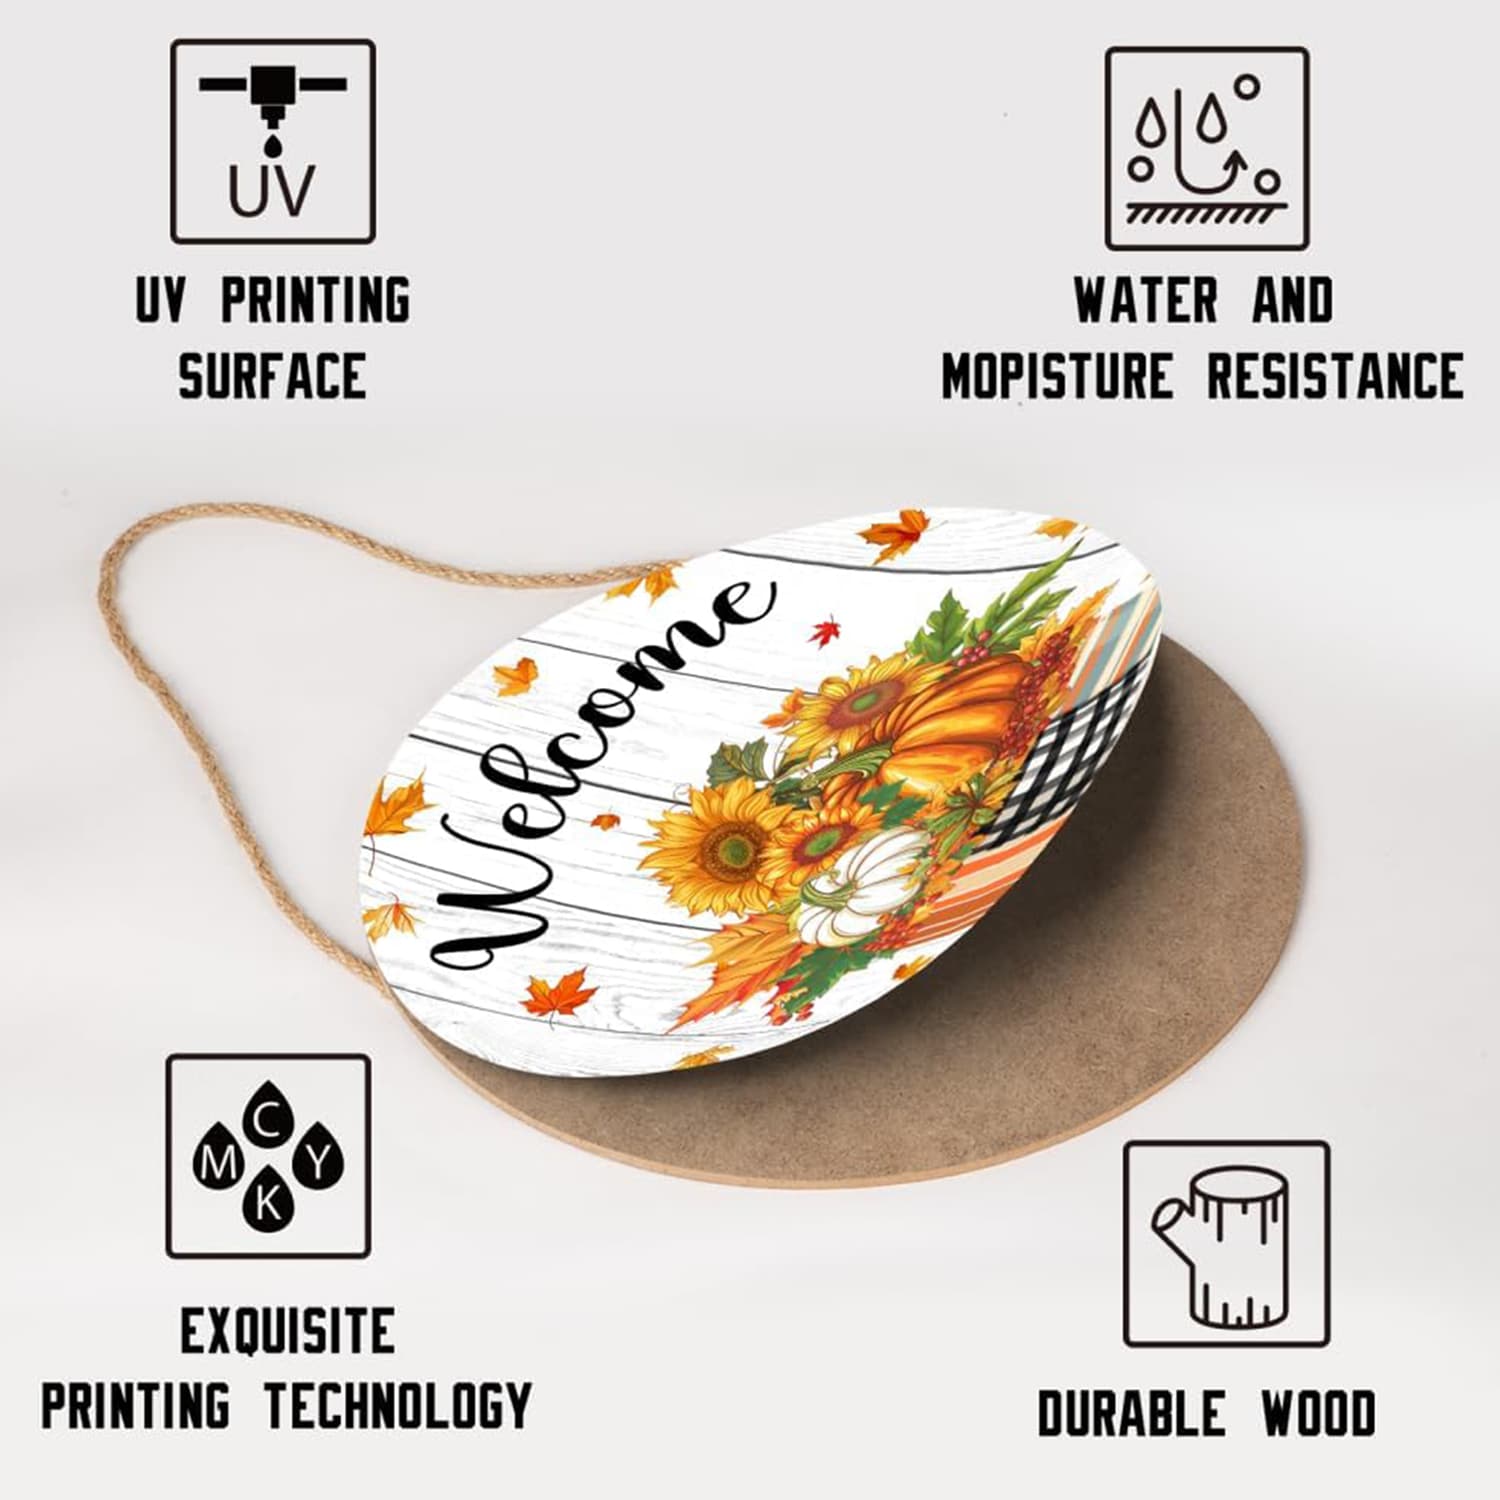 UV
UV PRINTING
SURFACE
WATER AND
MOPISTURE RESISTANCE
Welcome
C
M Y
K
EXQUISITE
PRINTING TECHNOLOGY
DURABLE WOOD